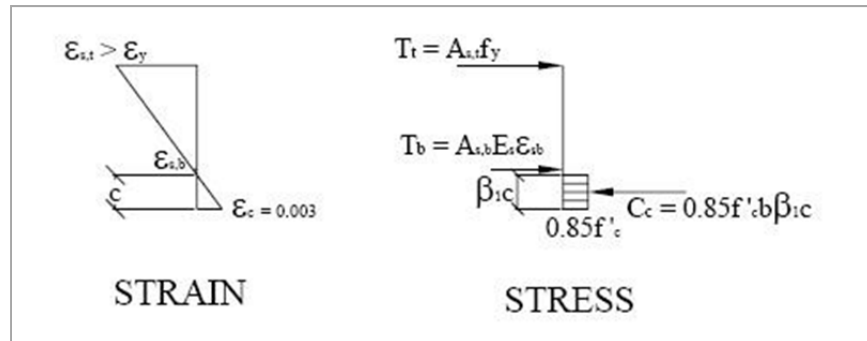 εs,t > εy
εs,b
c
εc = 0.003
STRAIN
Tt = As,tfy
Tb = As,bEsεsb
β1c
Cc = 0.85f'cbβ1c
0.85f'c
STRESS